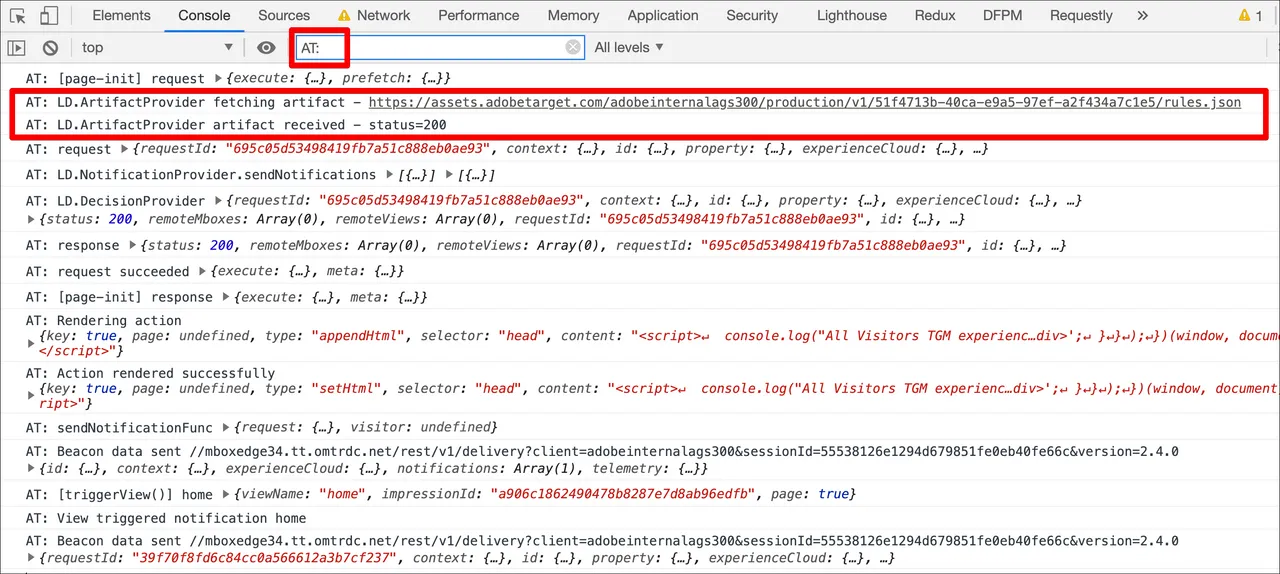 Elements Console Sources Network Performance Memory Application Security Lighthouse Redux DFPM Requestly » 1
top AT: All levels ▼
AT: [page-init] request ▶{execute: {…}, prefetch: {…}}
AT: LD.ArtifactProvider fetching artifact - https://assets.adobetarget.com/adobeinternalags300/production/v1/51f4713b-40ca-e9a5-97ef-a2f434a7c1e5/rules.json
AT: LD.ArtifactProvider artifact received - status=200
AT: request ▶{requestId: "695c05d53498419fb7a51c888eb0ae93", context: {…}, id: {…}, property: {…}, experienceCloud: {…}, …}
AT: LD.NotificationProvider.sendNotifications ▶[{…}] ▶[{…}]
AT: LD.DecisionProvider ▶{requestId: "695c05d53498419fb7a51c888eb0ae93", context: {…}, id: {…}, property: {…}, experienceCloud: {…}, …}
▶{status: 200, remoteMboxes: Array(0), remoteViews: Array(0), requestId: "695c05d53498419fb7a51c888eb0ae93", id: {…}, …}
AT: response ▶{status: 200, remoteMboxes: Array(0), remoteViews: Array(0), requestId: "695c05d53498419fb7a51c888eb0ae93", id: {…}, …}
AT: request succeeded ▶{execute: {…}, meta: {…}}
AT: [page-init] response ▶{execute: {…}, meta: {…}}
AT: Rendering action
{key: true, page: undefined, type: "appendHtml", selector: "head", content: "<script>↵  console.log("All Visitors TGM experienc…div>';↵ }↵}↵);↵})(window, docume
▶</script>"}
AT: Action rendered successfully
{key: true, page: undefined, type: "setHtml", selector: "head", content: "<script>↵  console.log("All Visitors TGM experienc…div>';↵ }↵}↵);↵})(window, document
▶ript>"}
AT: sendNotificationFunc ▶{request: {…}, visitor: undefined}
AT: Beacon data sent //mboxedge34.tt.omtrdc.net/rest/v1/delivery?client=adobeinternalags300&sessionId=55538126e1294d679851fe0eb40fe66c&version=2.4.0
▶{id: {…}, context: {…}, experienceCloud: {…}, notifications: Array(1), telemetry: {…}}
AT: [triggerView()] home ▶{viewName: "home", impressionId: "a906c1862490478b8287e7d8ab96edfb", page: true}
AT: View triggered notification home
AT: Beacon data sent //mboxedge34.tt.omtrdc.net/rest/v1/delivery?client=adobeinternalags300&sessionId=55538126e1294d679851fe0eb40fe66c&version=2.4.0
▶{requestId: "39f70f8fd6c84cc0a566612a3b7cf237", context: {…}, id: {…}, property: {…}, experienceCloud: {…}, …}